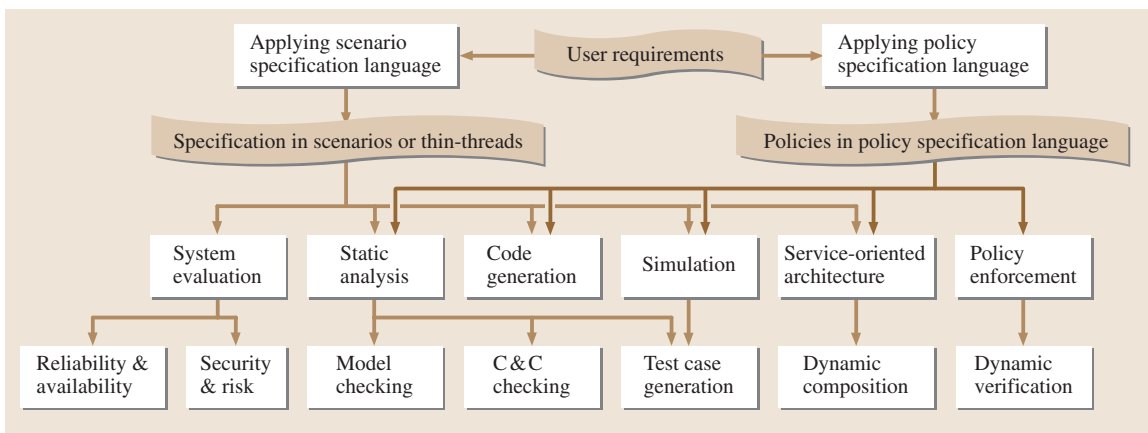 Applying scenario
specification language
User requirements
Applying policy
specification language
Specification in scenarios or thin-threads
Policies in policy specification language
System
evaluation
Static
analysis
Code
generation
Simulation
Service-oriented
architecture
Policy
enforcement
Reliability &
availability
Security
& risk
Model
checking
C & C
checking
Test case
generation
Dynamic
composition
Dynamic
verification